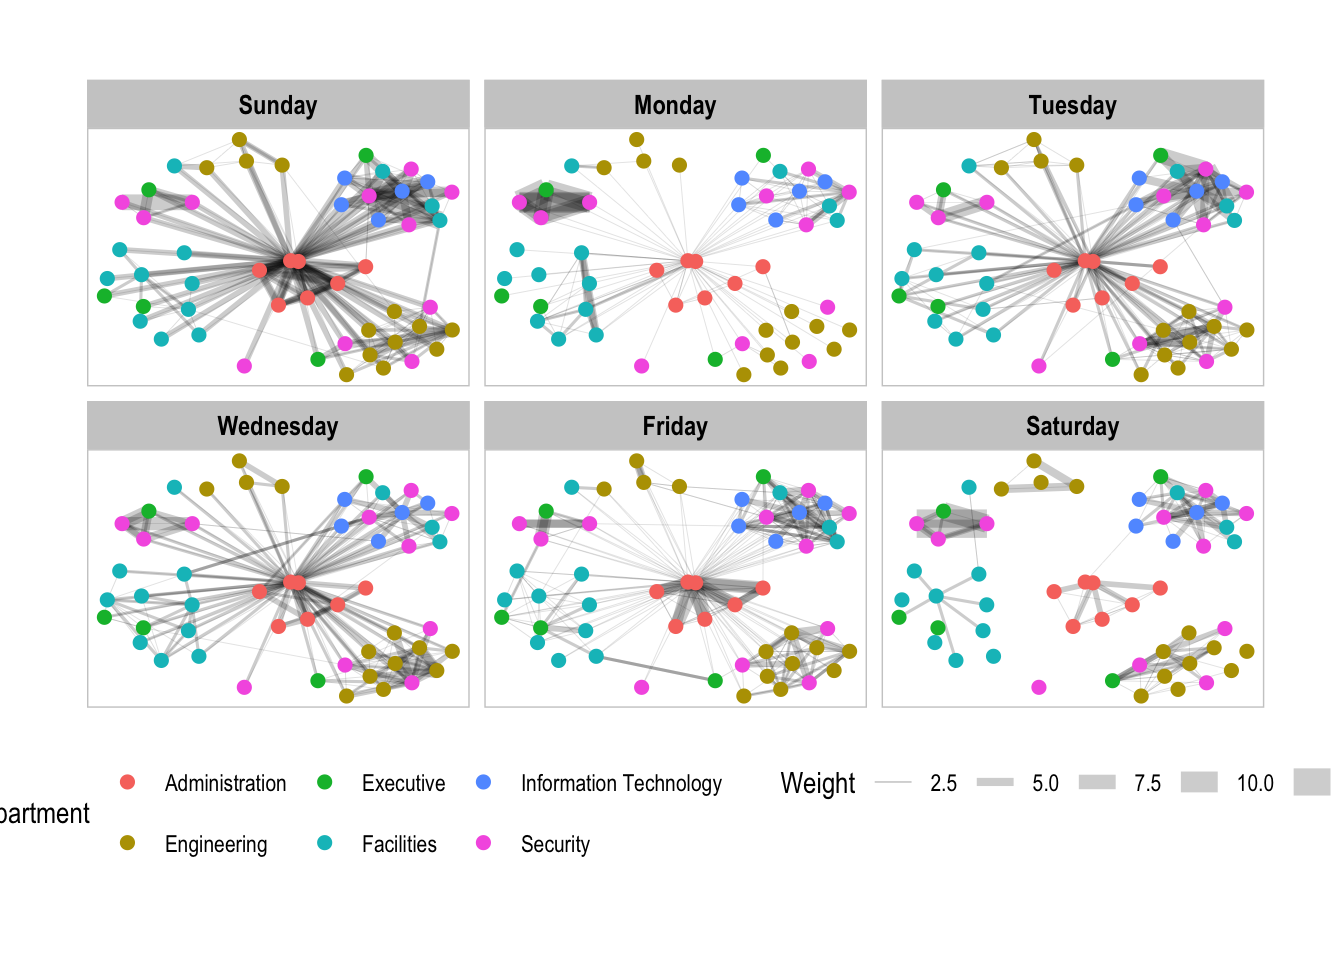 Sunday
Monday
Tuesday
Wednesday
Friday
Saturday
Administration
Executive
Information Technology
Engineering
Facilities
Security
partment
Weight
2.5
5.0
7.5
10.0